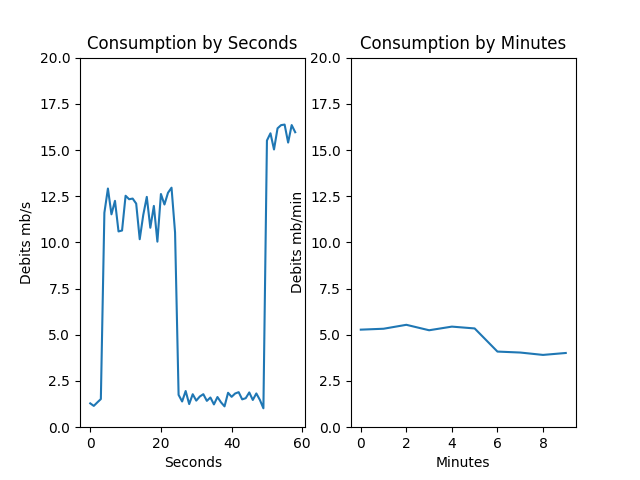 Consumption by Seconds
20.0
17.5
15.0
12.5
10.0
7.5
5.0
2.5
0.0
Debits mb/s
0 20 40 60
Seconds
Consumption by Minutes
20.0
17.5
15.0
12.5
10.0
7.5
5.0
2.5
0.0
Debits mb/min
0 2 4 6 8
Minutes